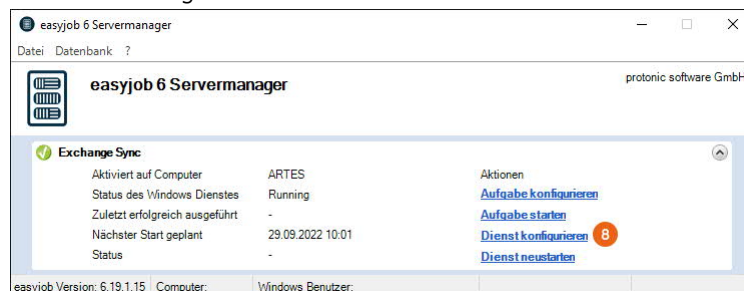 easyjob 6 Servermanager
Datei Datenbank ?
easyjob 6 Servermanager protonic software GmbH
Exchange Sync
Aktiviert auf Computer ARTES Aktionen
Status des Windows Dienstes Running Aufgabe konfigurieren
Zuletzt erfolgreich ausgeführt - Aufgabe starten
Nächster Start geplant 29.09.2022 10:01 Dienst konfigurieren 8
Status - Dienst neustarten
easyjob Version: 6.19.1.15 Computer: Windows Benutzer: